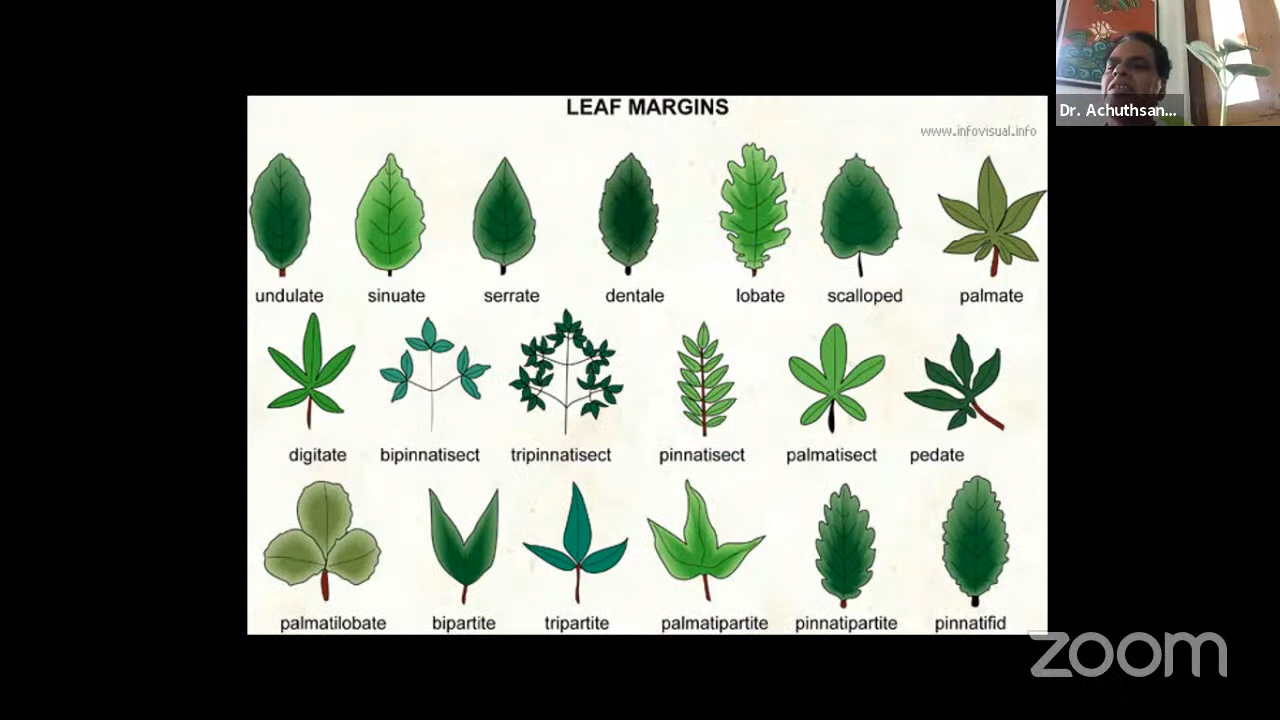 LEAF MARGINS
www.infovisual.info
Dr. Achuthsan...
undulate sinuate serrate dentale lobate scalloped palmate
digitate bipinnatisect tripinnatisect pinnatisect palmatisect pedate
palmatilobate bipartite tripartite palmatipartite pinnatipartite pinnatifid
zoom